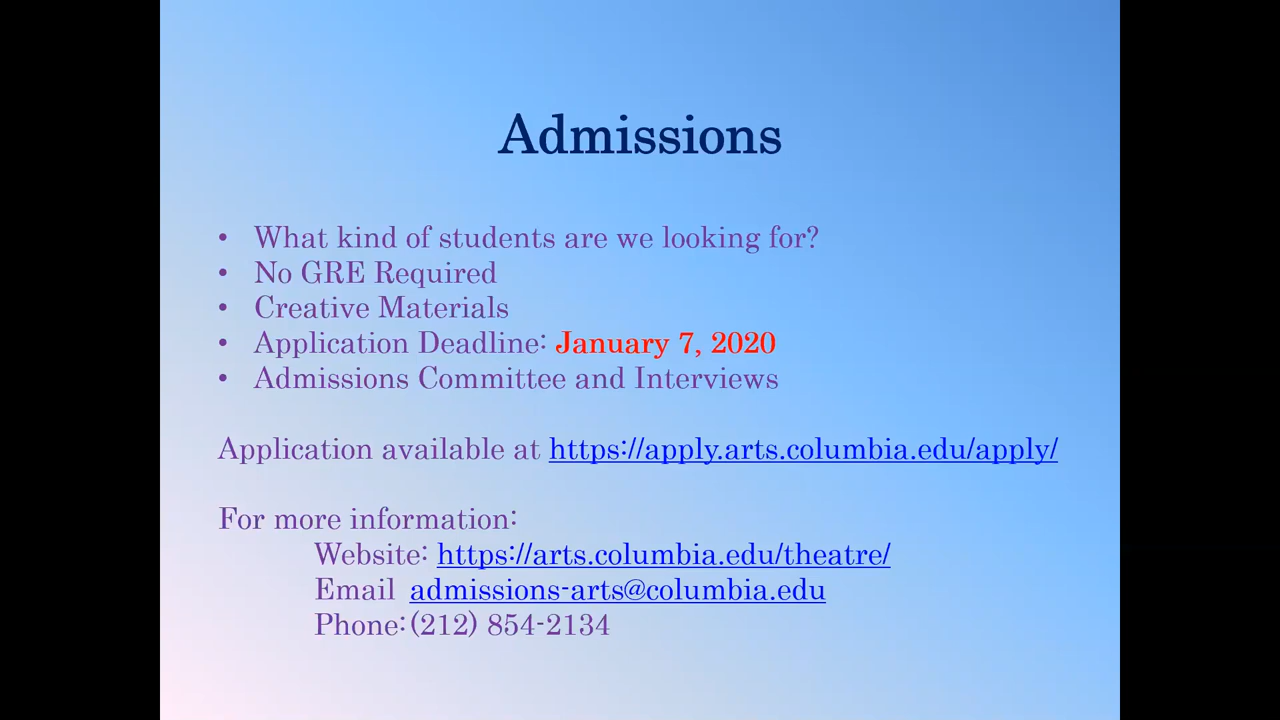 Admissions
• What kind of students are we looking for?
• No GRE Required
• Creative Materials
• Application Deadline: January 7, 2020
• Admissions Committee and Interviews
Application available at https://apply.arts.columbia.edu/apply/
For more information:
Website: https://arts.columbia.edu/theatre/
Email admissions-arts@columbia.edu
Phone: (212) 854-2134